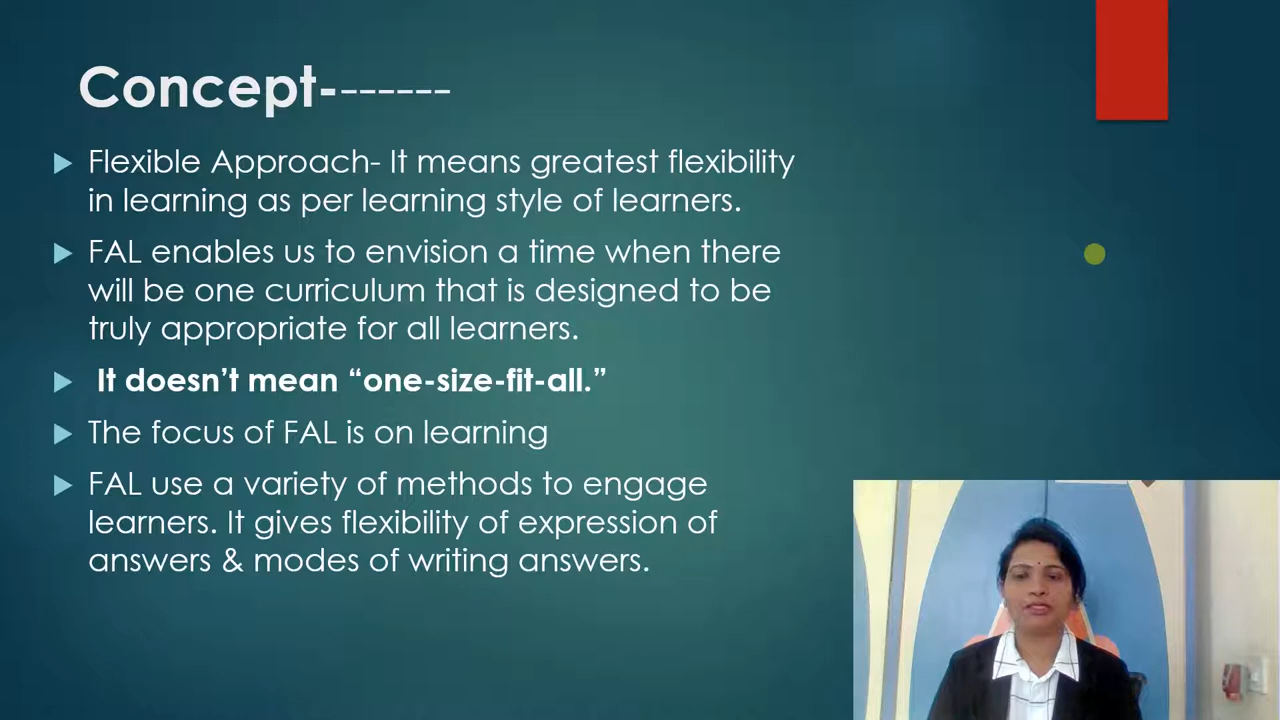 Concept-------
Flexible Approach- It means greatest flexibility
in learning as per learning style of learners.
FAL enables us to envision a time when there
will be one curriculum that is designed to be
truly appropriate for all learners.
It doesn’t mean “one-size-fit-all.”
The focus of FAL is on learning
FAL use a variety of methods to engage
learners. It gives flexibility of expression of
answers & modes of writing answers.